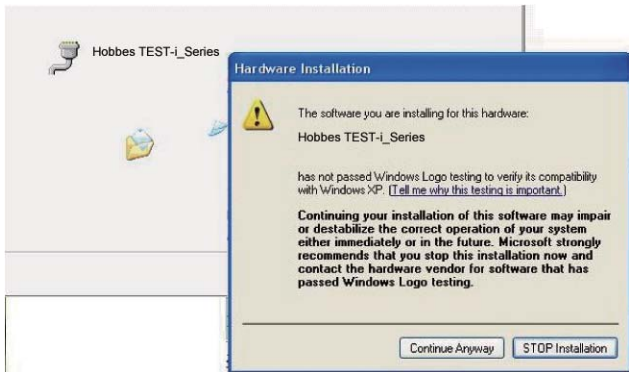 Hobbes TEST-i_Series
Hardware Installation
The software you are installing for this hardware:
Hobbes TEST-i_Series
has not passed Windows Logo testing to verify its compatibility
with Windows XP. (Tell me why this testing is important.)
Continuing your installation of this software may impair
or destabilize the correct operation of your system
either immediately or in the future. Microsoft strongly
recommends that you stop this installation now and
contact the hardware vendor for software that has
passed Windows Logo testing.
Continue Anyway
STOP Installation